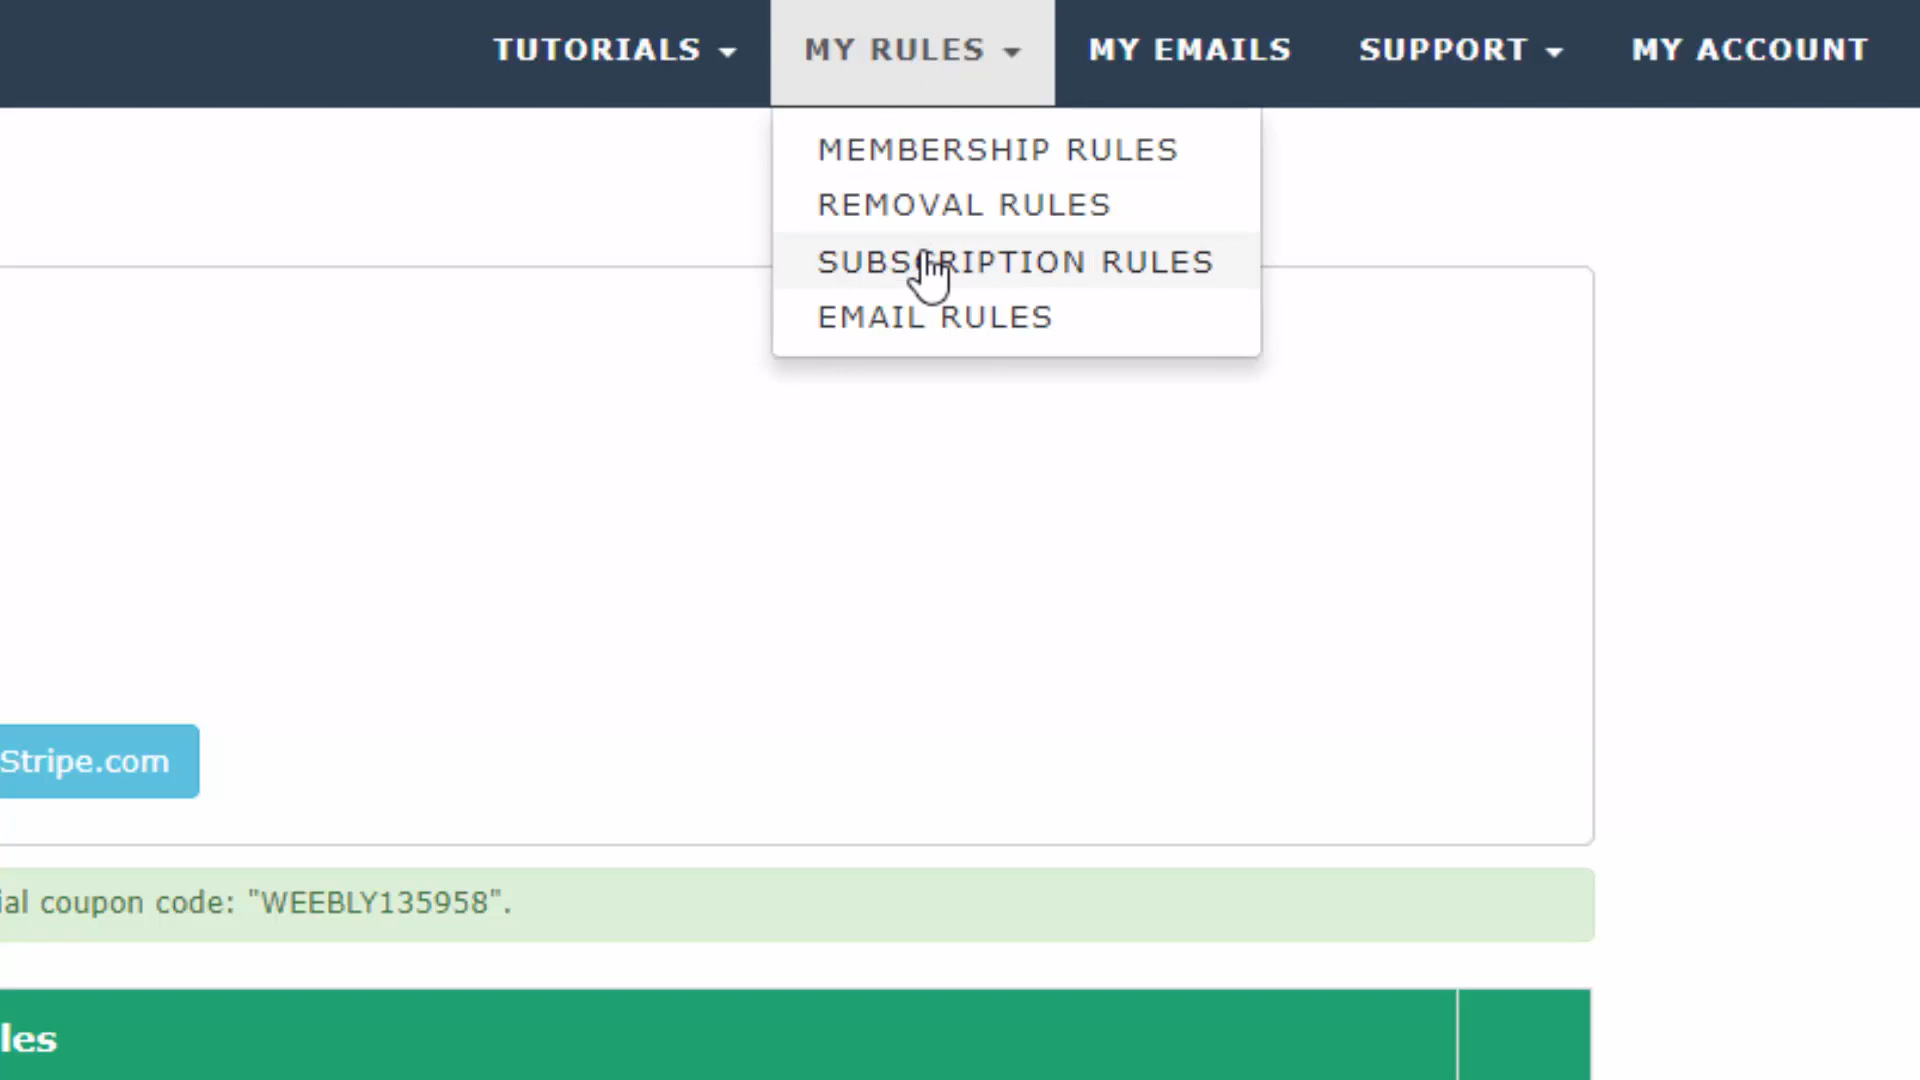 TUTORIALS MY RULES MY EMAILS SUPPORT MY ACCOUNT
MEMBERSHIP RULES
REMOVAL RULES
SUBSCRIPTION RULES
EMAIL RULES
Stripe.com
ial coupon code: "WEEBLY135958".
les